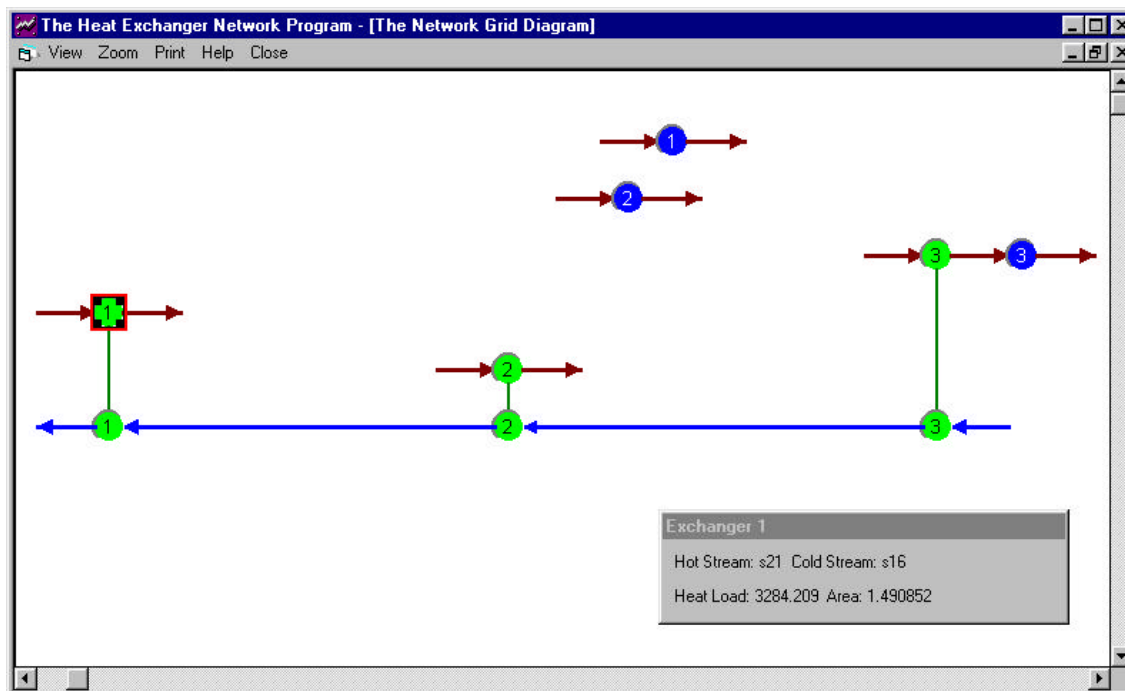 The Heat Exchanger Network Program - [The Network Grid Diagram]
View Zoom Print Help Close
1
2
3 3
1
2
1 2 3
Exchanger 1
Hot Stream: s21 Cold Stream: s16
Heat Load: 3284.209 Area: 1.490852